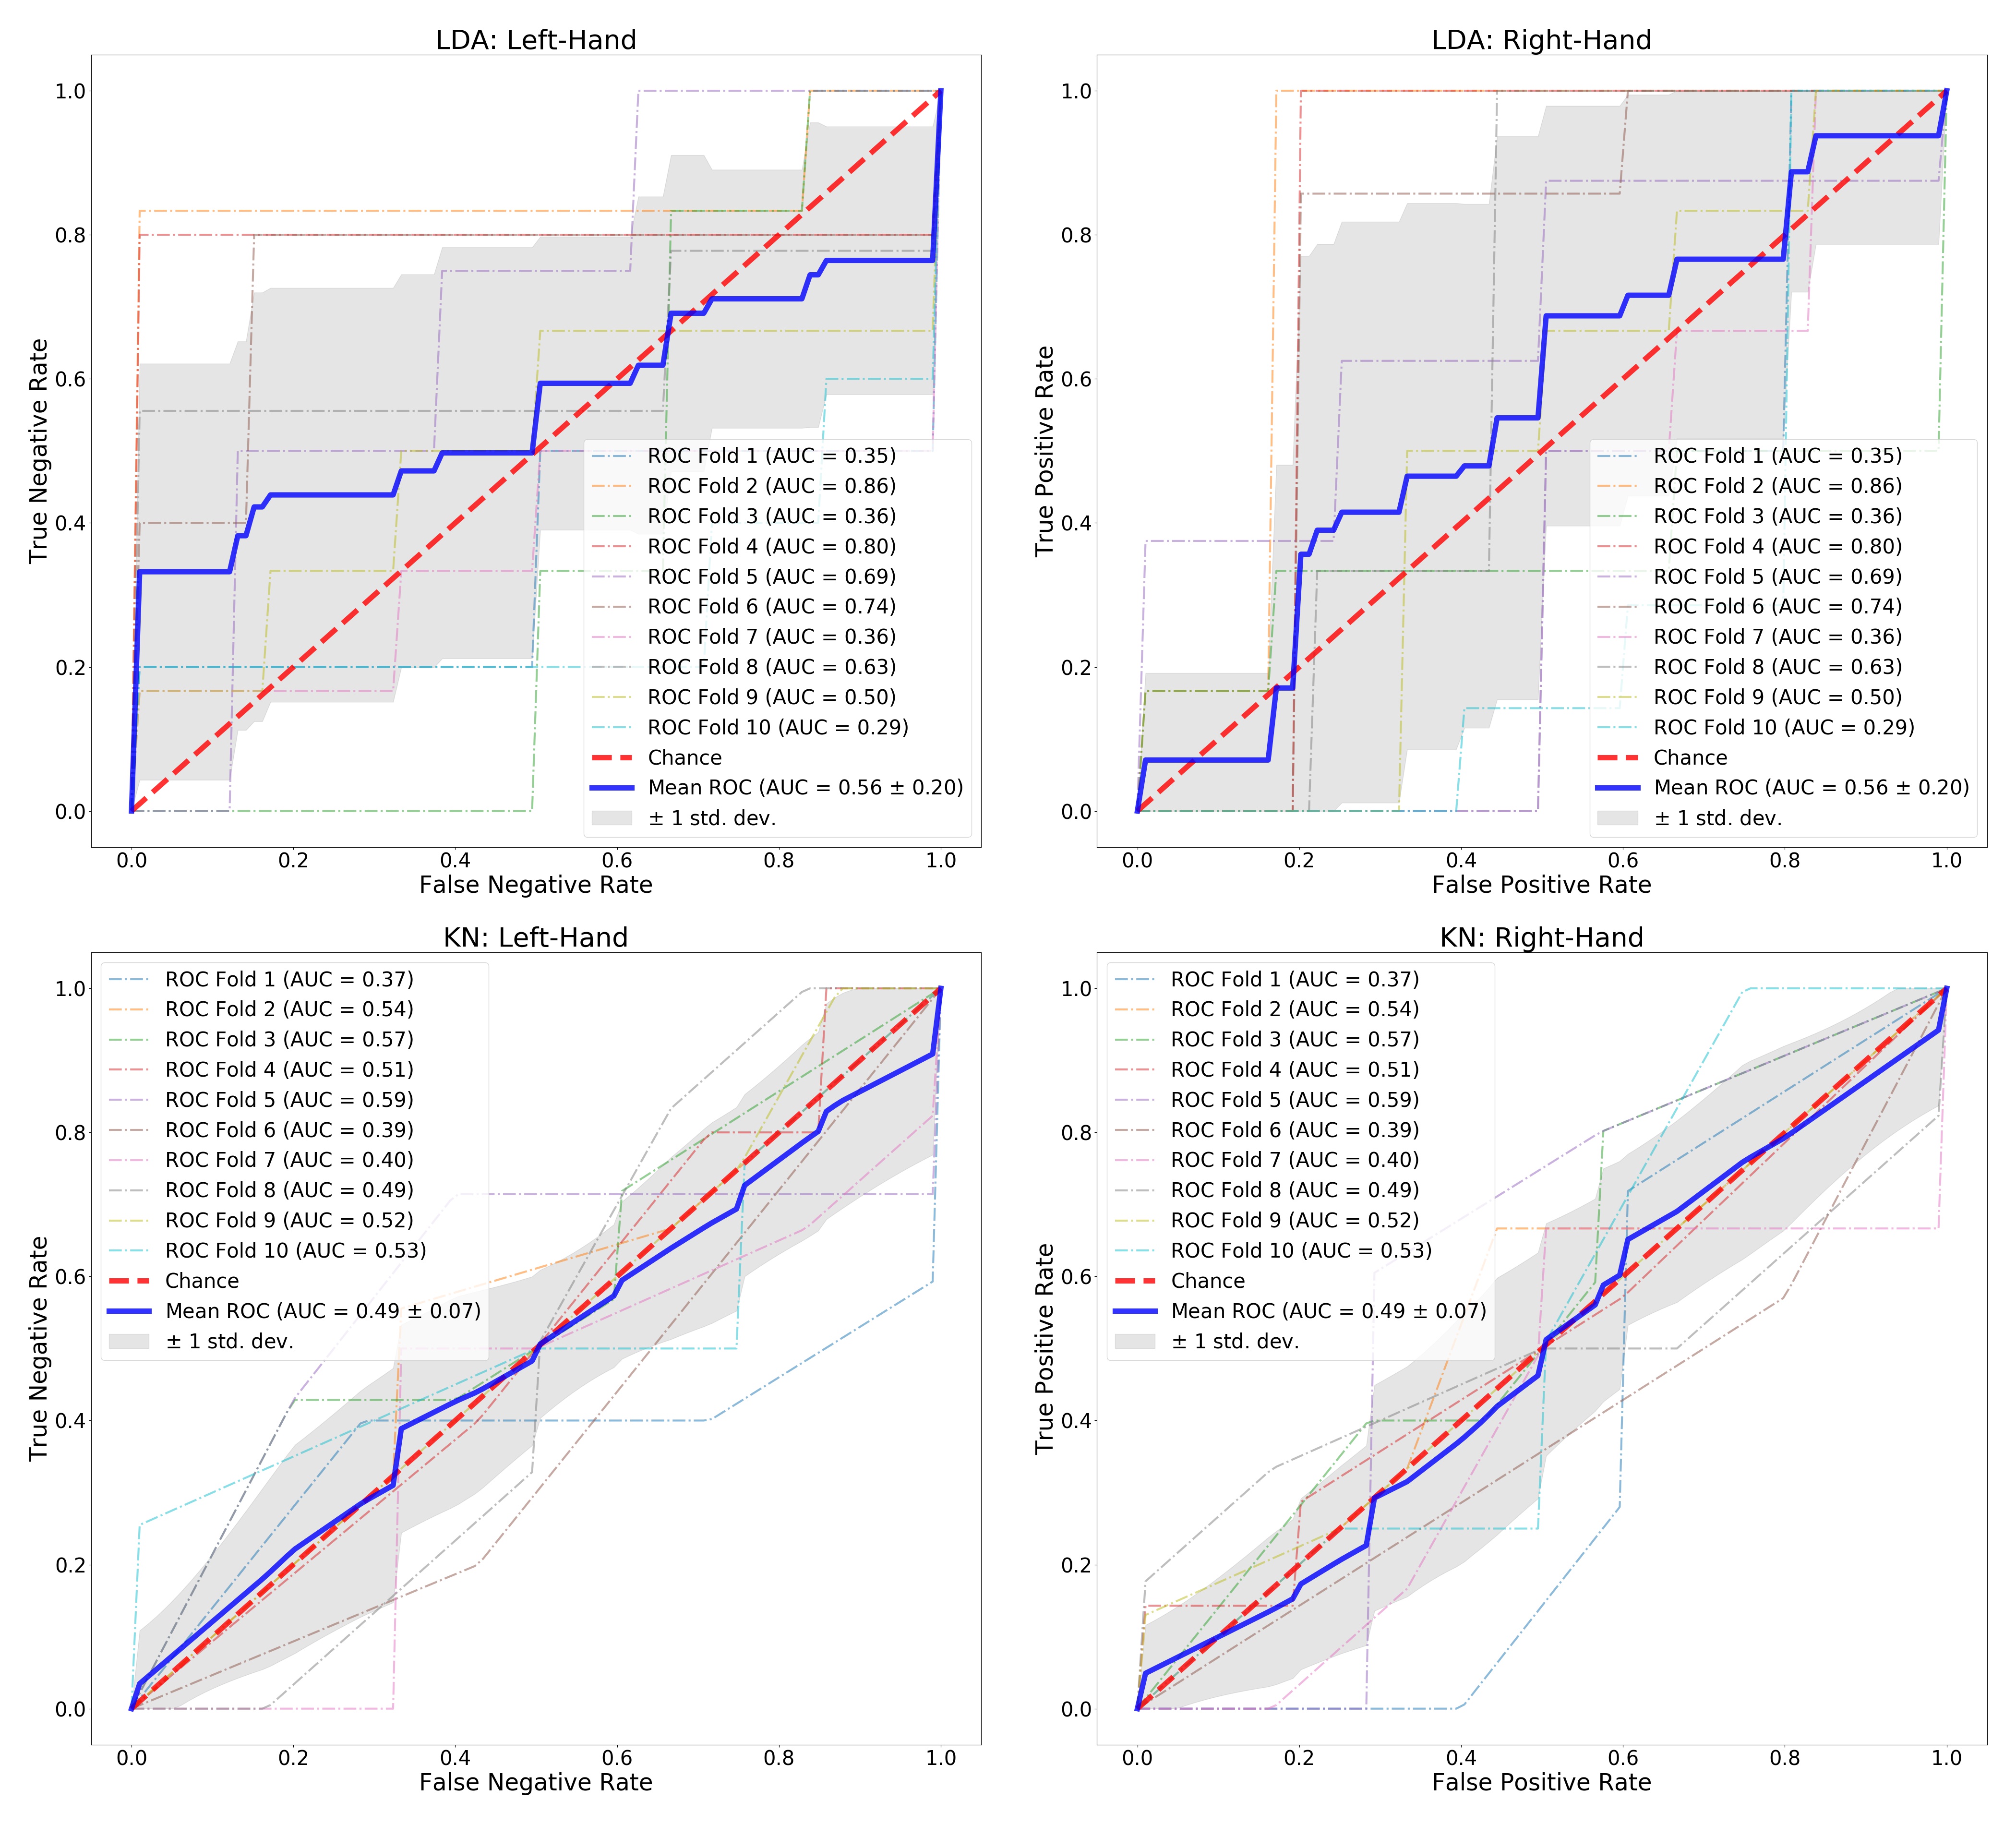 LDA: Left-Hand
True Negative Rate
1.0
0.8
0.6
0.4
0.2
0.0
ROC Fold 1 (AUC = 0.35)
ROC Fold 2 (AUC = 0.86)
ROC Fold 3 (AUC = 0.36)
ROC Fold 4 (AUC = 0.80)
ROC Fold 5 (AUC = 0.69)
ROC Fold 6 (AUC = 0.74)
ROC Fold 7 (AUC = 0.36)
ROC Fold 8 (AUC = 0.63)
ROC Fold 9 (AUC = 0.50)
ROC Fold 10 (AUC = 0.29)
Chance
Mean ROC (AUC = 0.56 ± 0.20)
± 1 std. dev.
0.0 0.2 0.4 0.6 0.8 1.0
False Negative Rate
LDA: Right-Hand
True Positive Rate
1.0
0.8
0.6
0.4
0.2
0.0
ROC Fold 1 (AUC = 0.35)
ROC Fold 2 (AUC = 0.86)
ROC Fold 3 (AUC = 0.36)
ROC Fold 4 (AUC = 0.80)
ROC Fold 5 (AUC = 0.69)
ROC Fold 6 (AUC = 0.74)
ROC Fold 7 (AUC = 0.36)
ROC Fold 8 (AUC = 0.63)
ROC Fold 9 (AUC = 0.50)
ROC Fold 10 (AUC = 0.29)
Chance
Mean ROC (AUC = 0.56 ± 0.20)
± 1 std. dev.
0.0 0.2 0.4 0.6 0.8 1.0
False Positive Rate
KN: Left-Hand
True Negative Rate
1.0
0.8
0.6
0.4
0.2
0.0
ROC Fold 1 (AUC = 0.37)
ROC Fold 2 (AUC = 0.54)
ROC Fold 3 (AUC = 0.57)
ROC Fold 4 (AUC = 0.51)
ROC Fold 5 (AUC = 0.59)
ROC Fold 6 (AUC = 0.39)
ROC Fold 7 (AUC = 0.40)
ROC Fold 8 (AUC = 0.49)
ROC Fold 9 (AUC = 0.52)
ROC Fold 10 (AUC = 0.53)
Chance
Mean ROC (AUC = 0.49 ± 0.07)
± 1 std. dev.
0.0 0.2 0.4 0.6 0.8 1.0
False Negative Rate
KN: Right-Hand
True Positive Rate
1.0
0.8
0.6
0.4
0.2
0.0
ROC Fold 1 (AUC = 0.37)
ROC Fold 2 (AUC = 0.54)
ROC Fold 3 (AUC = 0.57)
ROC Fold 4 (AUC = 0.51)
ROC Fold 5 (AUC = 0.59)
ROC Fold 6 (AUC = 0.39)
ROC Fold 7 (AUC = 0.40)
ROC Fold 8 (AUC = 0.49)
ROC Fold 9 (AUC = 0.52)
ROC Fold 10 (AUC = 0.53)
Chance
Mean ROC (AUC = 0.49 ± 0.07)
± 1 std. dev.
0.0 0.2 0.4 0.6 0.8 1.0
False Positive Rate